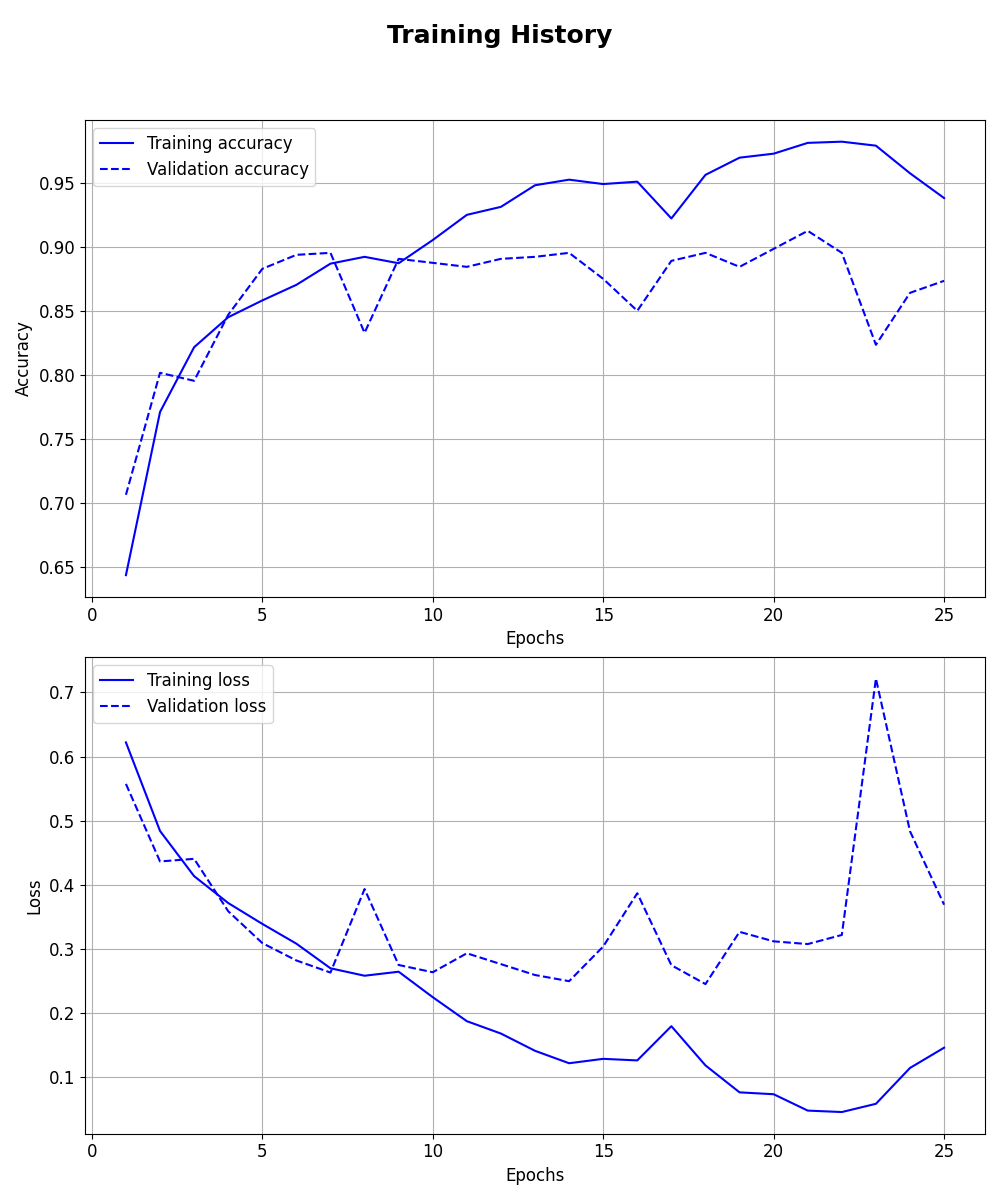 Training History
Training accuracy
Validation accuracy
0.95
0.90
0.85
0.80
0.75
0.70
0.65
Accuracy
0 5 10 15 20 25
Epochs
Training loss
Validation loss
0.7
0.6
0.5
0.4
0.3
0.2
0.1
Loss
0 5 10 15 20 25
Epochs